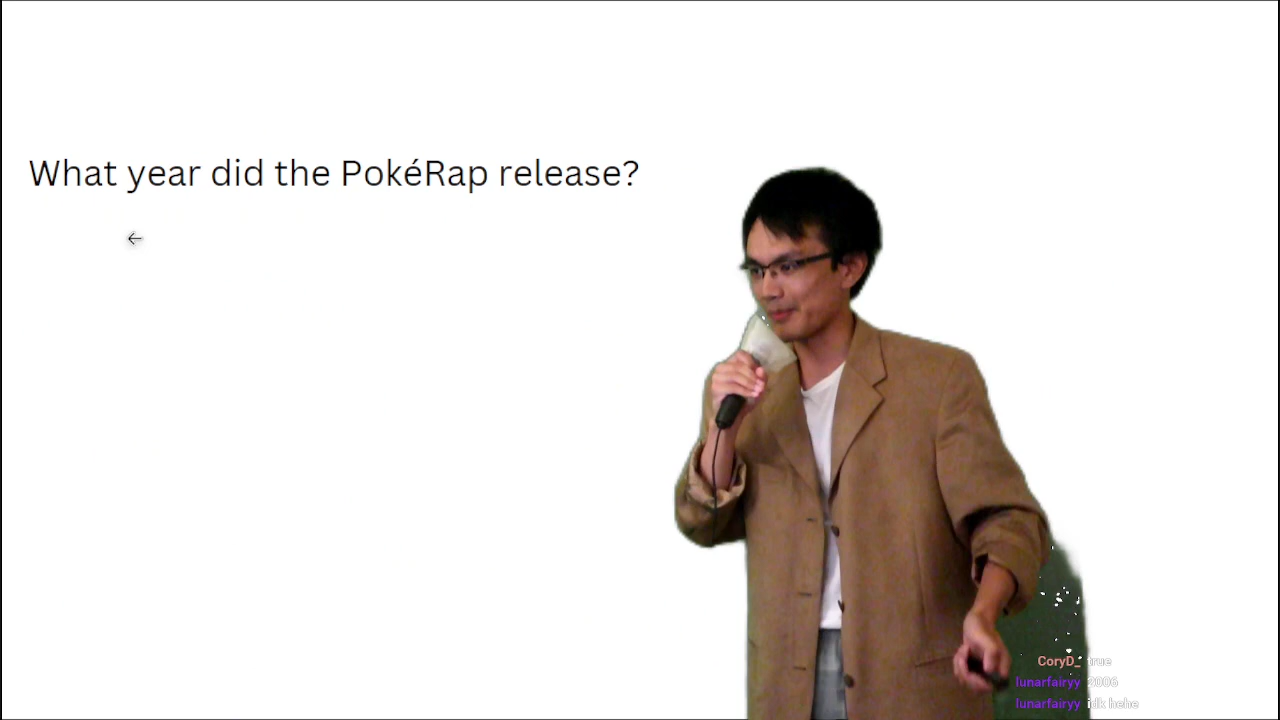 What year did the PokéRap release?
CoryD_ true
lunarfairyy 2006
lunarfairyy idk hehe